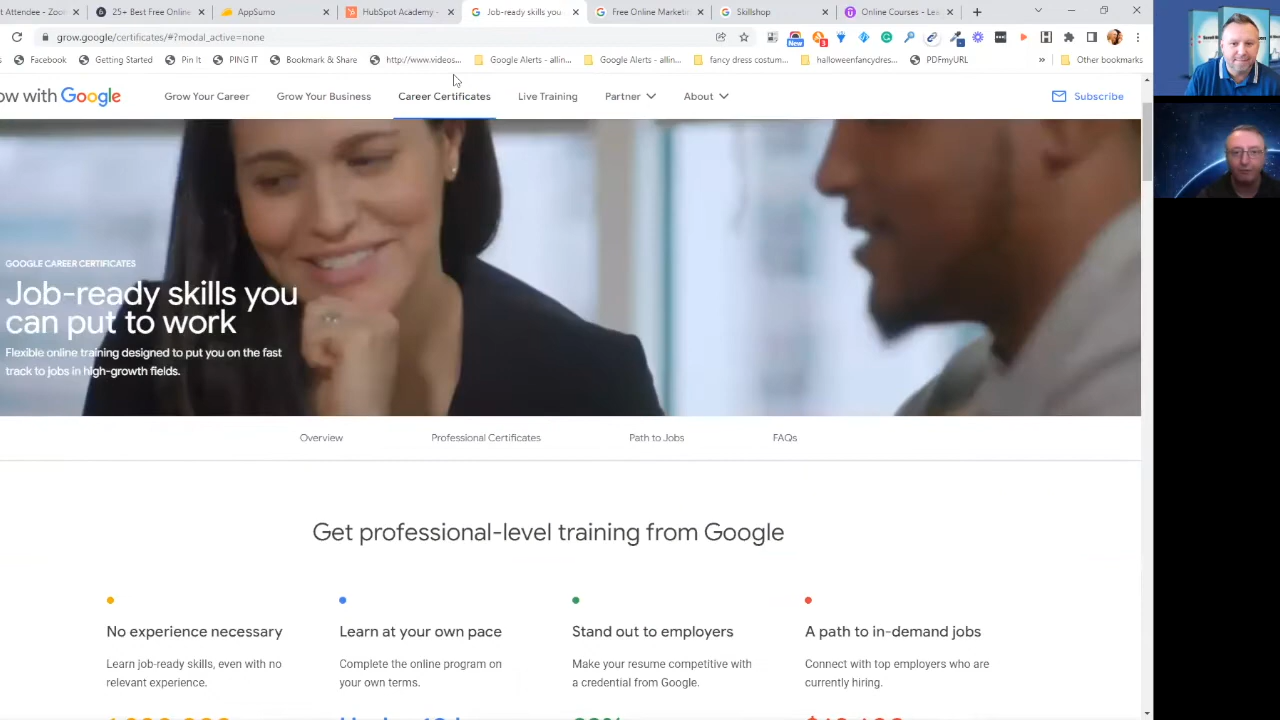 t Attendee - Zoo
25+ Best Free Online
AppSumo
HubSpot Academy -
Job-ready skills you
Free Online Marketin
Skillshop
Online Courses - Lea
grow.google/certificates/#?modal_active=none
New
3
Facebook
Getting Started
Pin It
PING IT
Bookmark & Share
http://www.videos...
Google Alerts - allin...
Google Alerts - allin...
fancy dress costum...
halloweenfancydres...
PDFmyURL
»
Other bookmarks
ow with Google
Grow Your Career
Grow Your Business
Career Certificates
Live Training
Partner
About
Subscribe
GOOGLE CAREER CERTIFICATES
Job-ready skills you
can put to work
Flexible online training designed to put you on the fast
track to jobs in high-growth fields.
Overview
Professional Certificates
Path to Jobs
FAQs
Get professional-level training from Google
No experience necessary
Learn at your own pace
Stand out to employers
A path to in-demand jobs
Learn job-ready skills, even with no
relevant experience.
Complete the online program on
your own terms.
Make your resume competitive with
a credential from Google.
Connect with top employers who are
currently hiring.